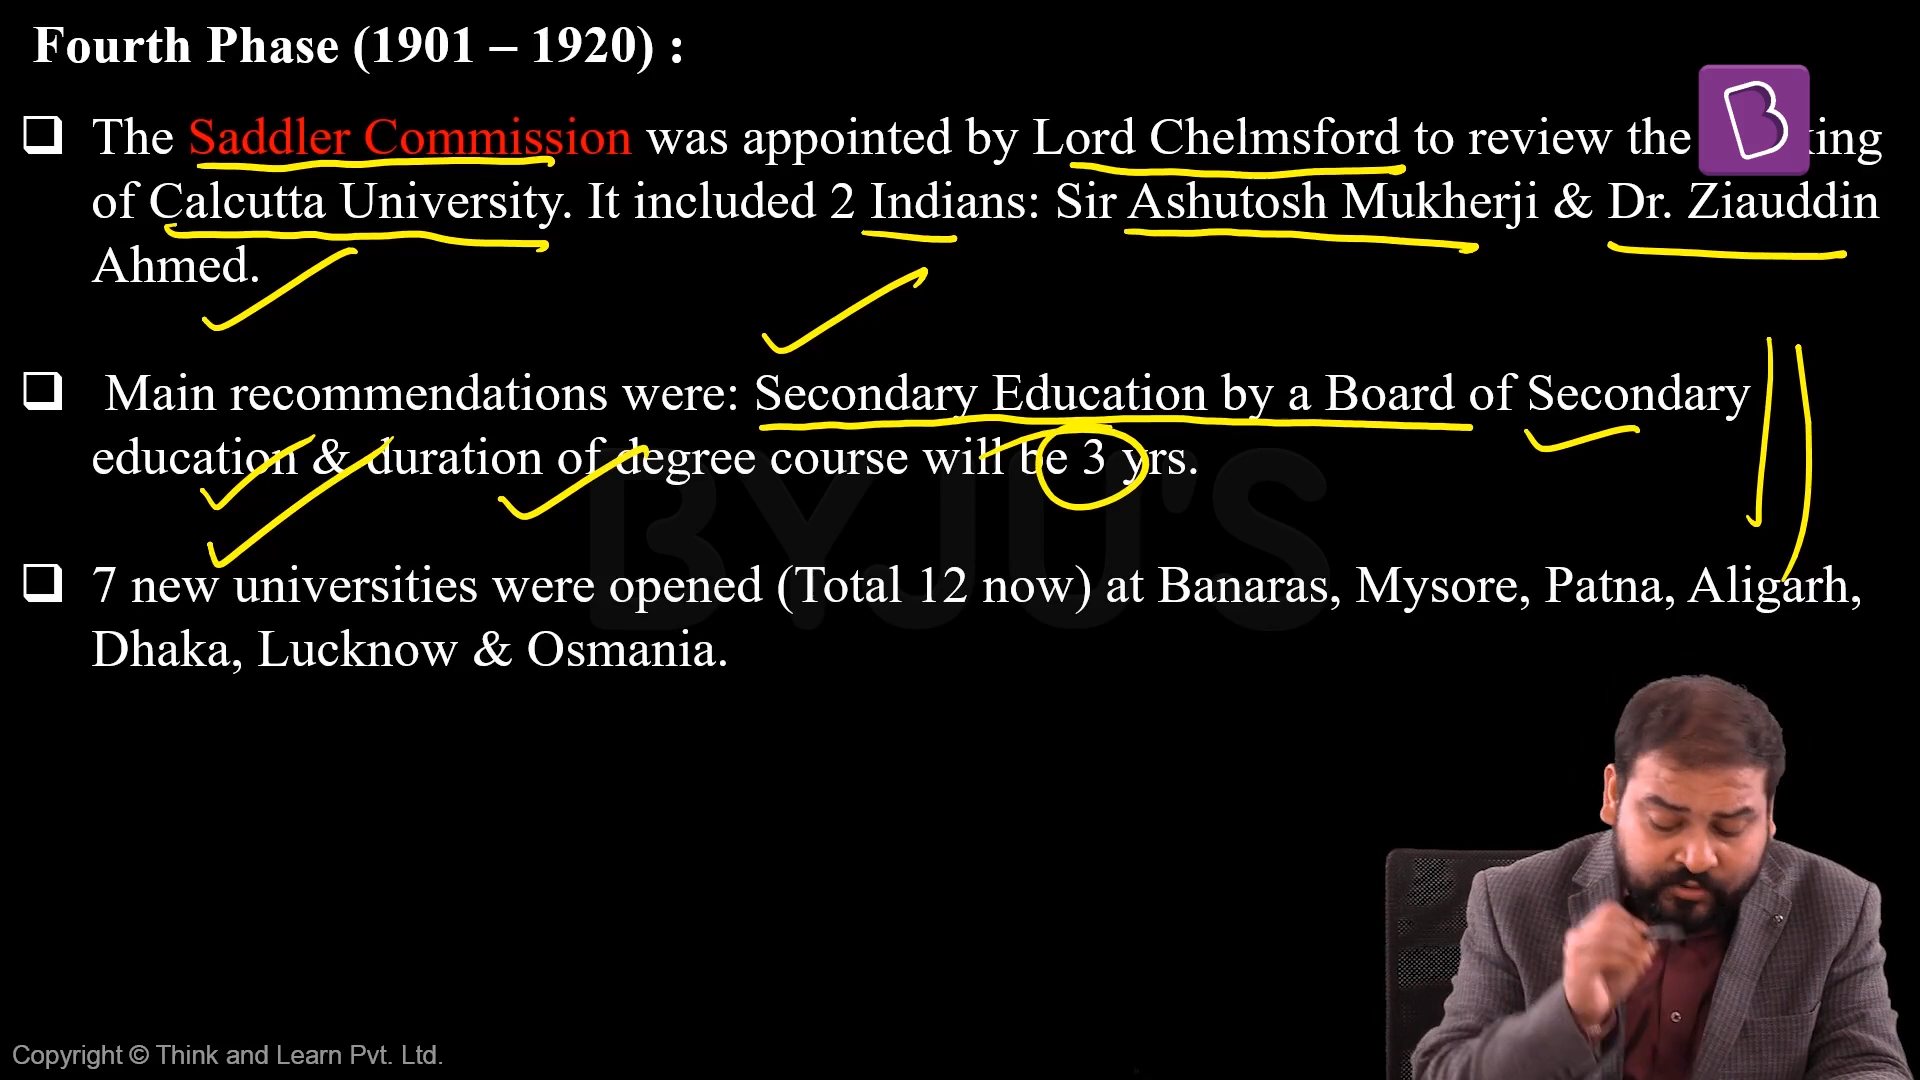 Fourth Phase (1901 – 1920) :
The Saddler Commission was appointed by Lord Chelmsford to review the king
of Calcutta University. It included 2 Indians: Sir Ashutosh Mukherji & Dr. Ziauddin
Ahmed.
Main recommendations were: Secondary Education by a Board of Secondary
education & duration of degree course will be 3 yrs.
BYJU'S
7 new universities were opened (Total 12 now) at Banaras, Mysore, Patna, Aligarh,
Dhaka, Lucknow & Osmania.
Copyright © Think and Learn Pvt. Ltd.